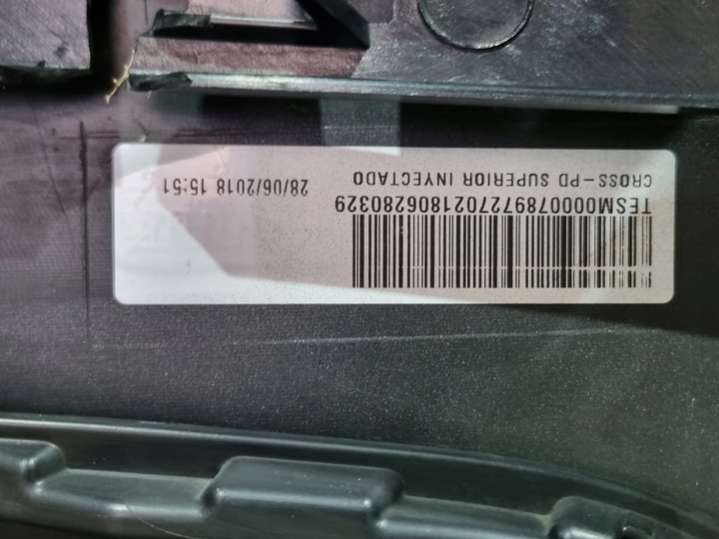 TESM0000789727021806280329
CROSS-PD SUPERIOR INYECTADO
28/06/2018 15:51